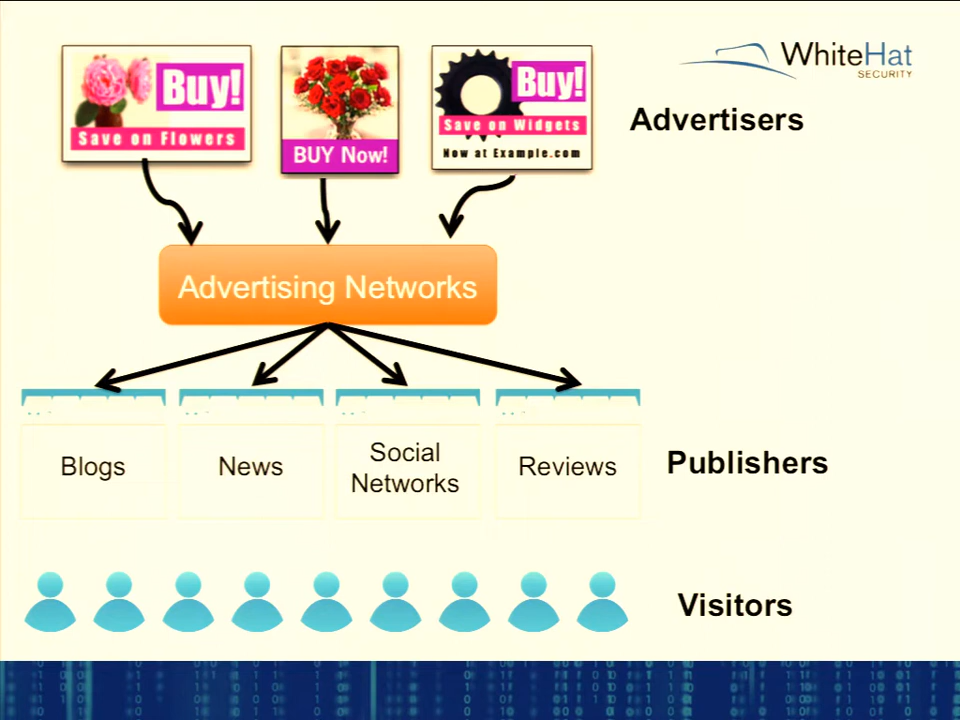 WhiteHat
SECURITY
Buy!
Save on Flowers
BUY Now!
Buy!
Save on Widgets
Now at Example.com
Advertisers
Advertising Networks
Blogs
News
Social
Networks
Reviews
Publishers
Visitors